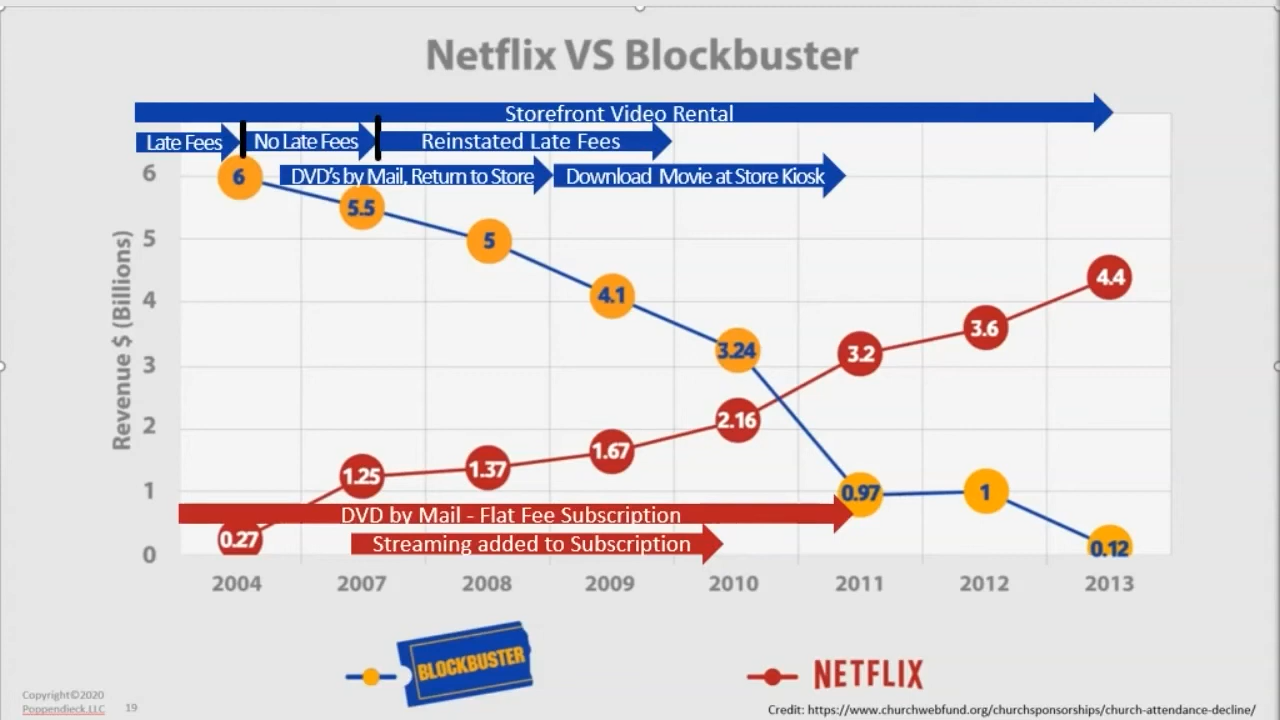 Netflix VS Blockbuster
Storefront Video Rental
Late Fees
No Late Fees
Reinstated Late Fees
DVD's by Mail, Return to Store
Download Movie at Store Kiosk
Revenue $ (Billions)
6
5
4
3
2
1
0
6
5.5
5
4.1
3.24
0.97
1
0.12
0.27
1.25
1.37
1.67
2.16
3.2
3.6
4.4
DVD by Mail - Flat Fee Subscription
Streaming added to Subscription
2004 2007 2008 2009 2010 2011 2012 2013
BLOCKBUSTER
NETFLIX
Copyright©2020
Poppendieck.LLC
19
Credit: https://www.churchwebfund.org/churchsponsorships/church-attendance-decline/